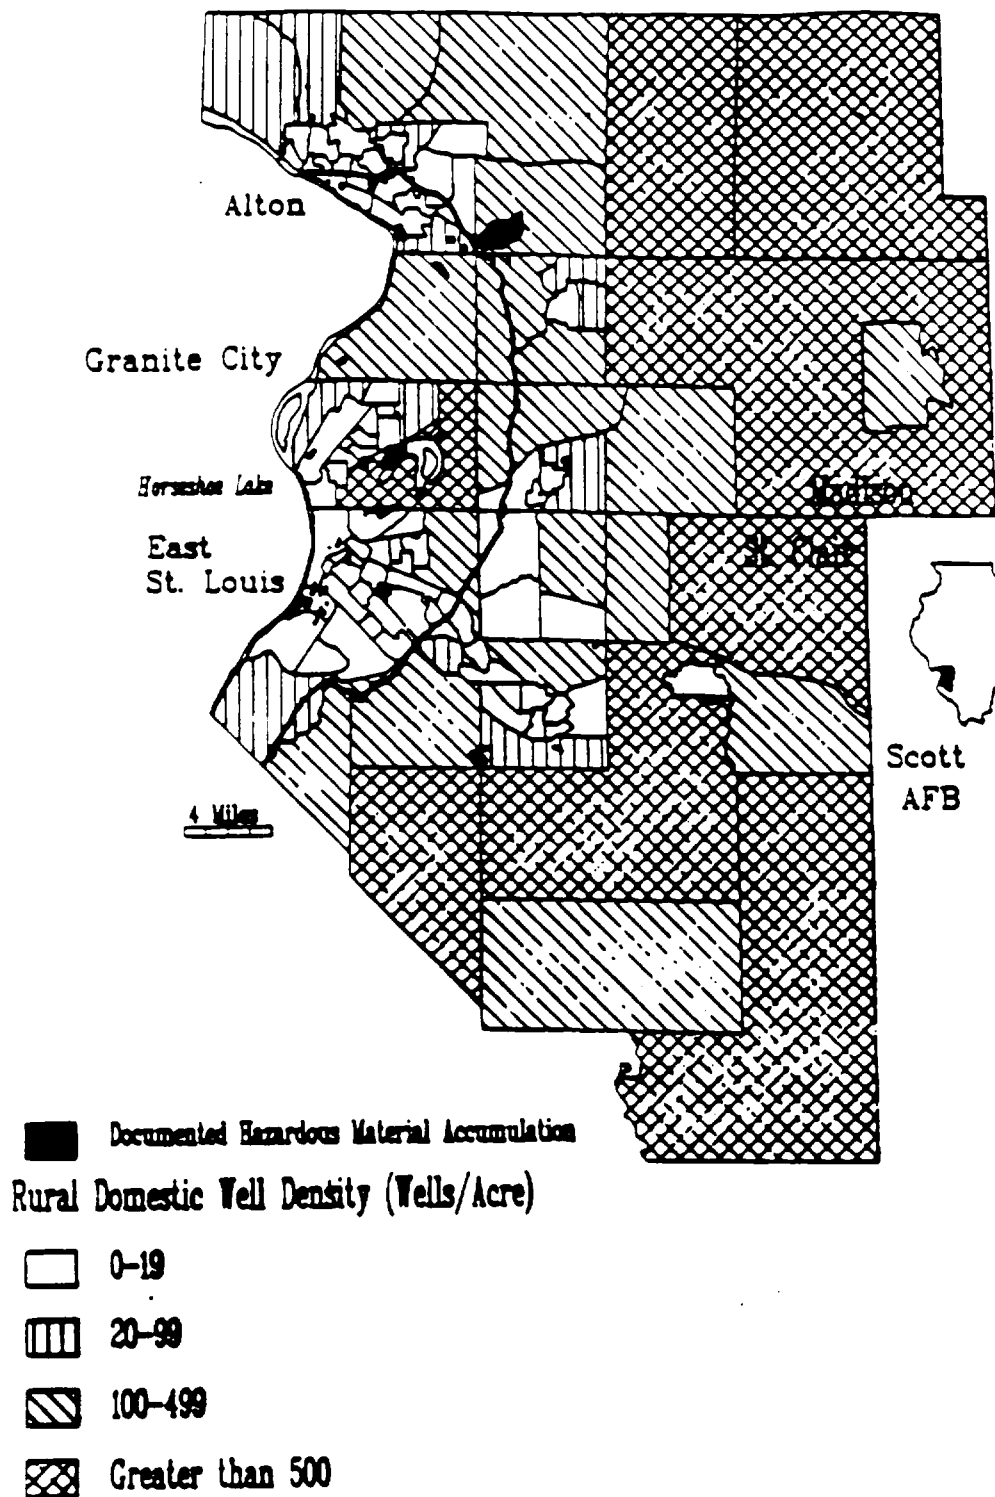 Alton
Granite City
Horseshoe Lake
Madison
East
St. Louis
St. Clair
Scott
AFB
4 Miles
Documented Hazardous Material Accumulation
Rural Domestic Well Density (Wells/Acre)
0-19
20-99
100-499
Greater than 500